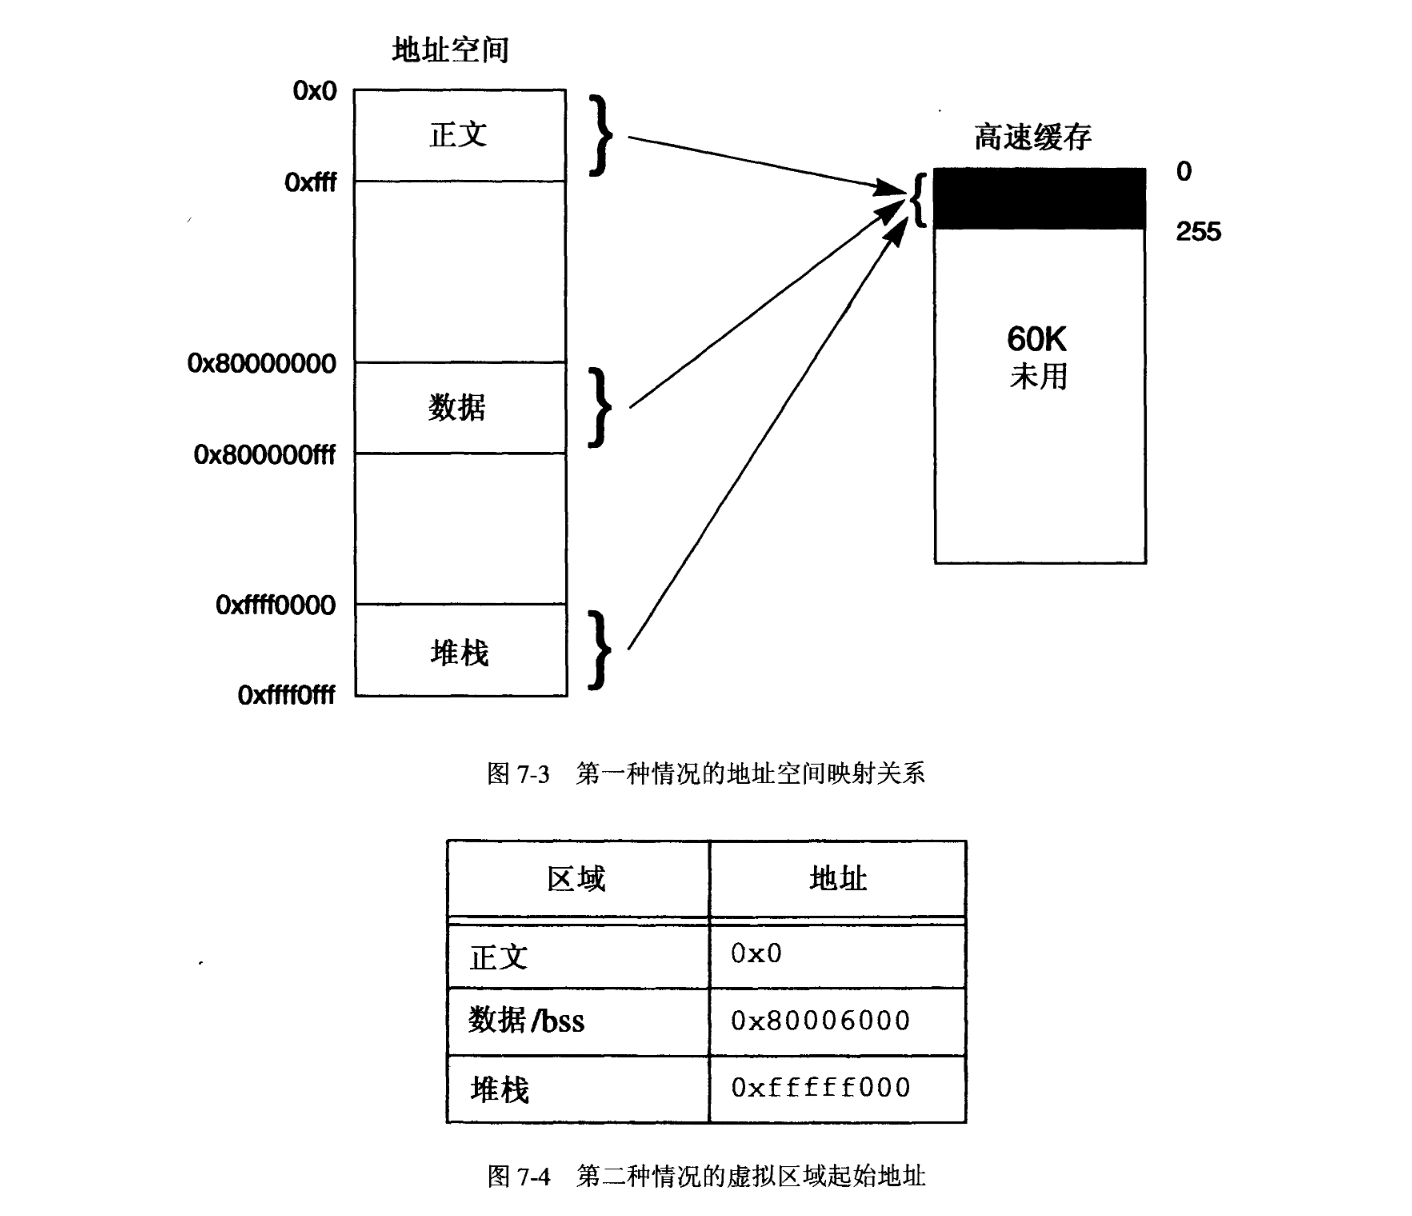 地址空间
0x0
正文
0xfff
0x80000000
数据
0x800000fff
0xffff0000
堆栈
0xffff0fff
高速缓存
0
255
60K
未用
图 7-3 第一种情况的地址空间映射关系
区域 地址
正文 0x0
数据/bss 0x80006000
堆栈 0xfffff000
图 7-4 第二种情况的虚拟区域起始地址